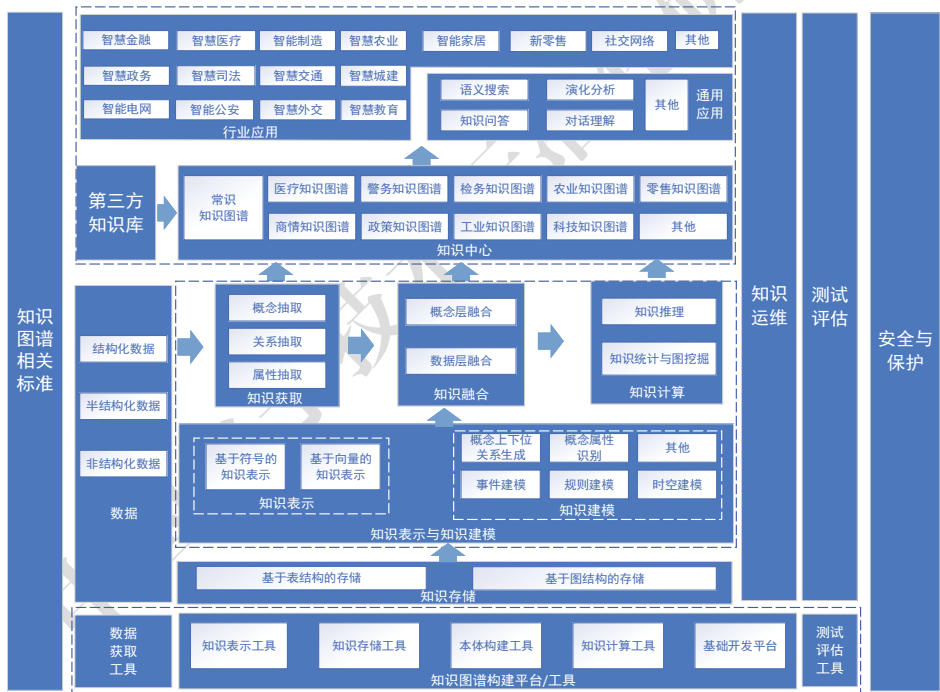 知识
图谱
相关
标准
智慧金融
智慧医疗
智能制造
智慧农业
智能家居
新零售
社交网络
其他
智慧政务
智慧司法
智慧交通
智慧城建
智能电网
智能公安
智慧外交
智慧教育
行业应用
语义搜索
演化分析
知识问答
对话理解
其他
通用
应用
第三方
知识库
常识
知识图谱
医疗知识图谱
警务知识图谱
检务知识图谱
农业知识图谱
零售知识图谱
商情知识图谱
政策知识图谱
工业知识图谱
科技知识图谱
其他
知识中心
结构化数据
半结构化数据
非结构化数据
数据
概念抽取
关系抽取
属性抽取
知识获取
概念层融合
数据层融合
知识融合
知识推理
知识统计与图挖掘
知识计算
基于符号的
知识表示
基于向量的
知识表示
知识表示
概念上下位
关系生成
概念属性
识别
其他
事件建模
规则建模
时空建模
知识建模
知识表示与知识建模
基于表结构的存储
基于图结构的存储
知识存储
数据
获取
工具
知识表示工具
知识存储工具
本体构建工具
知识计算工具
基础开发平台
知识图谱构建平台/工具
测试
评估
工具
知识
运维
测试
评估
安全与
保护